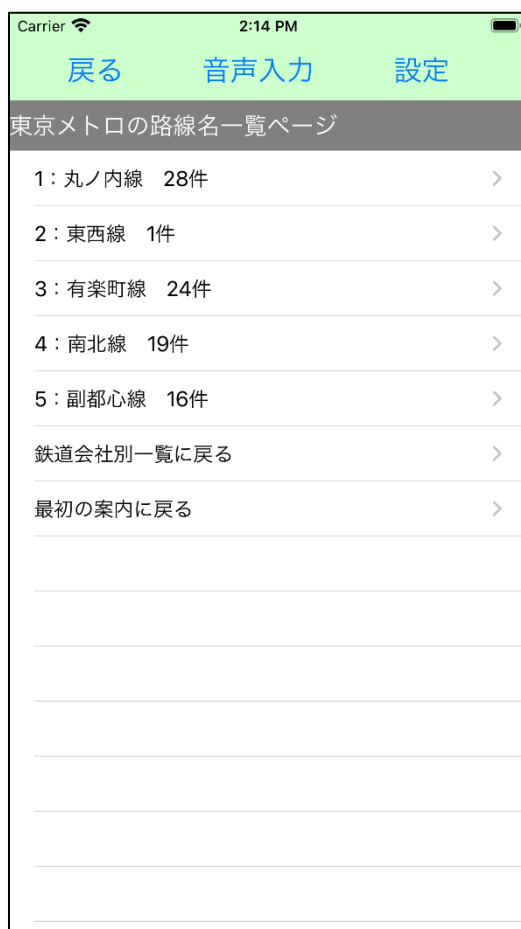 Carrier 2:14 PM
戻る 音声入力 設定
東京メトロの路線名一覧ページ
1：丸ノ内線　28件
2：東西線　1件
3：有楽町線　24件
4：南北線　19件
5：副都心線　16件
鉄道会社別一覧に戻る
最初の案内に戻る